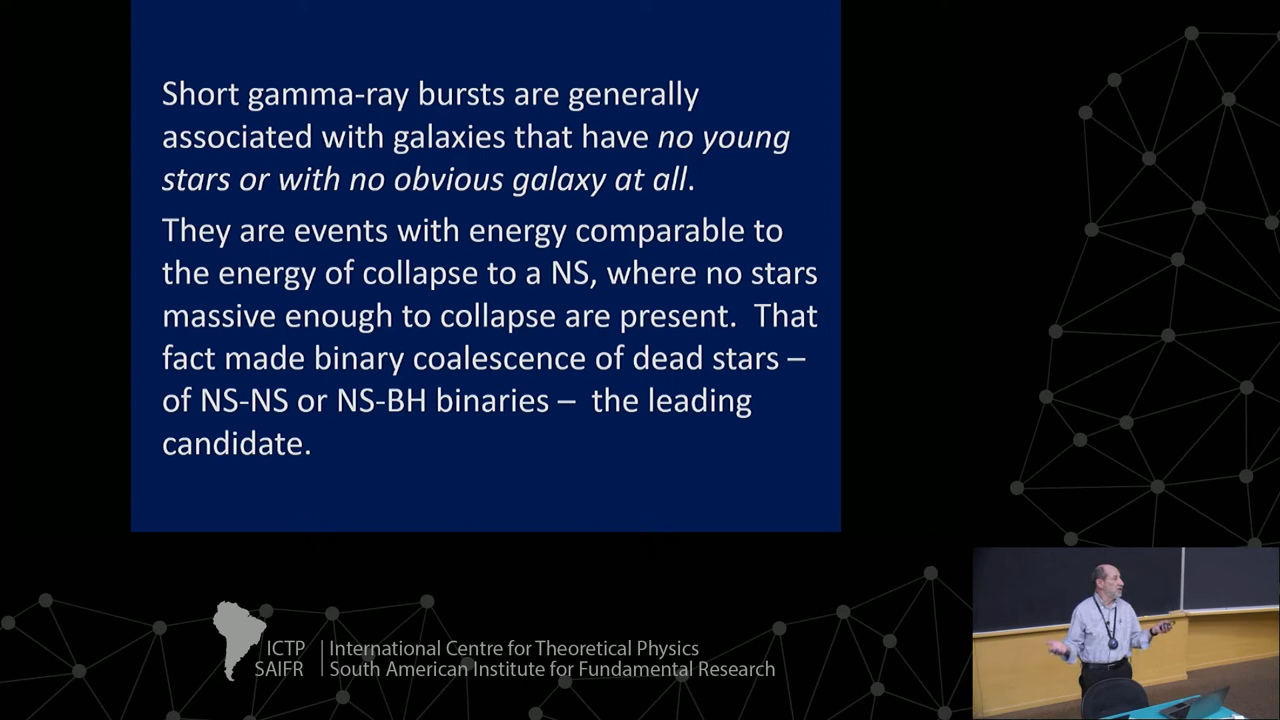 Short gamma-ray bursts are generally
associated with galaxies that have no young
stars or with no obvious galaxy at all.
They are events with energy comparable to
the energy of collapse to a NS, where no stars
massive enough to collapse are present.  That
fact made binary coalescence of dead stars –
of NS-NS or NS-BH binaries –  the leading
candidate.
ICTP
SAIFR
International Centre for Theoretical Physics
South American Institute for Fundamental Research